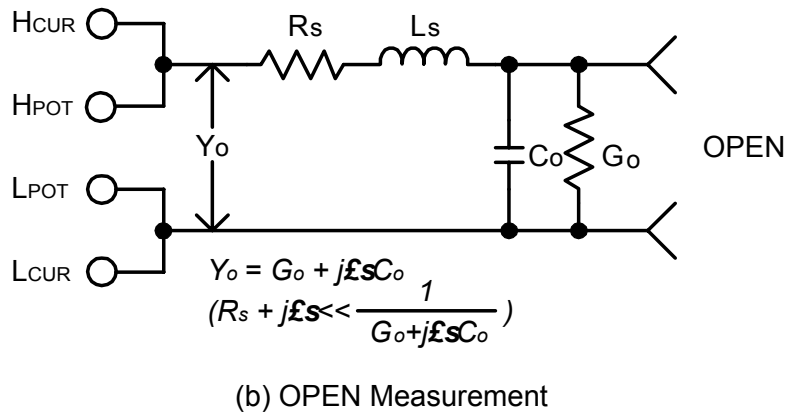 HCUR
Rs
Ls
HPOT
Yo
Co
Go
OPEN
LPOT
LCUR
Yo = Go + j£sCo
(Rs + j£s<< 1 / Go+j£sCo )
(b) OPEN Measurement